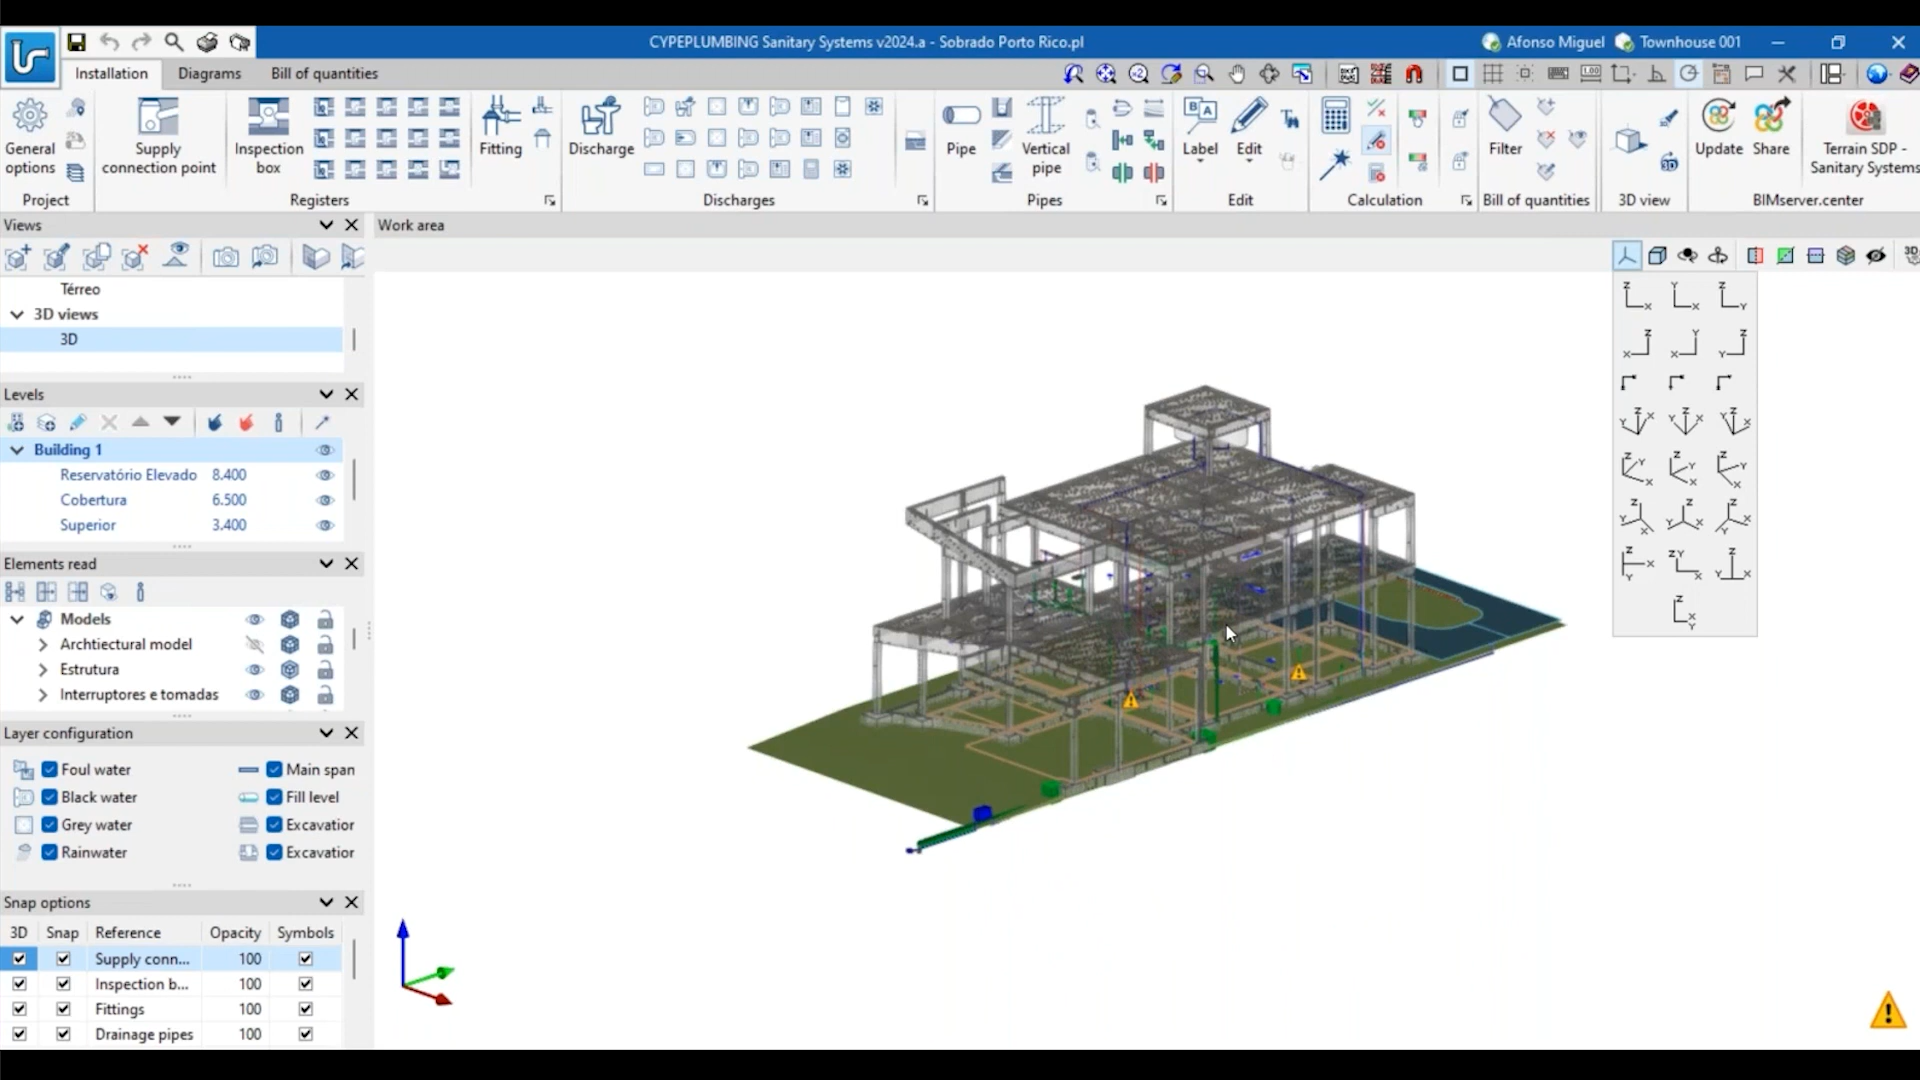 CYPEPLUMBING Sanitary Systems v2024.a - Sobrado Porto Rico.pl
Afonso Miguel
Townhouse 001
Installation
Diagrams
Bill of quantities
General options
Supply connection point
Inspection box
Fitting
Discharge
Pipe
Vertical pipe
Label
Edit
Filter
Update
Share
Terrain SDP - Sanitary Systems
Project
Registers
Discharges
Pipes
Edit
Calculation
Bill of quantities
3D view
BIMserver.center
Views
Work area
Térreo
3D views
3D
Levels
Building 1
Reservatório Elevado 8.400
Cobertura 6.500
Superior 3.400
Elements read
Models
Archtiectural model
Estrutura
Interruptores e tomadas
Layer configuration
Foul water Main span
Black water Fill level
Grey water Excavatior
Rainwater Excavatior
Snap options
3D Snap Reference Opacity Symbols
Supply conn... 100
Inspection b... 100
Fittings 100
Drainage pipes 100